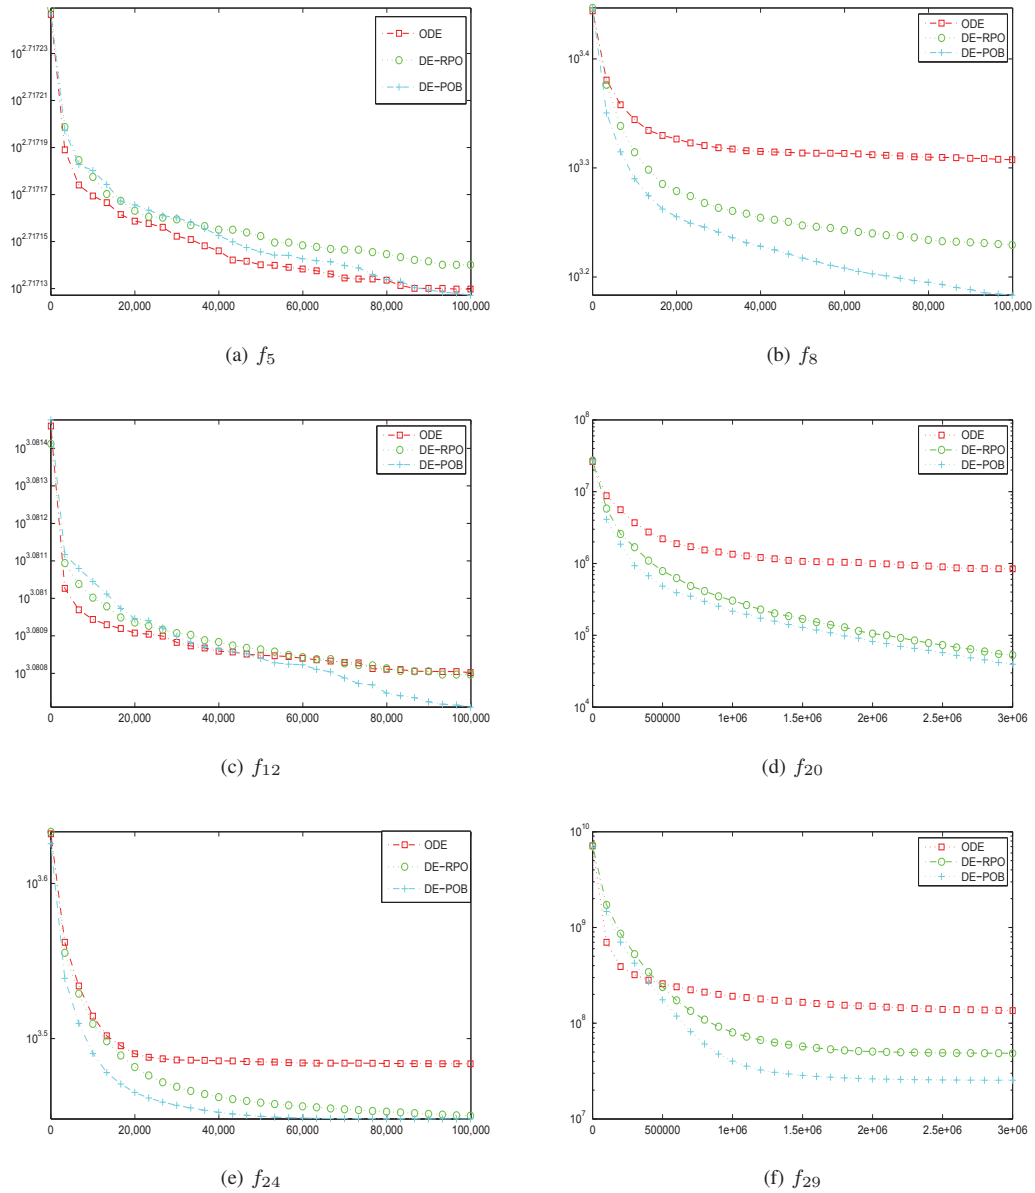 ODE
DE−RPO
DE−POB
10^2.71723
10^2.71721
10^2.71719
10^2.71717
10^2.71715
10^2.71713
0 20,000 40,000 60,000 80,000 100,000
(a) f_5
ODE
DE−RPO
DE−POB
10^3.4
10^3.3
10^3.2
0 20,000 40,000 60,000 80,000 100,000
(b) f_8
ODE
DE−RPO
DE−POB
10^3.0814
10^3.0813
10^3.0812
10^3.0811
10^3.081
10^3.0809
10^3.0808
0 20,000 40,000 60,000 80,000 100,000
(c) f_12
ODE
DE−RPO
DE−POB
10^8
10^7
10^6
10^5
10^4
0 500000 1e+06 1.5e+06 2e+06 2.5e+06 3e+06
(d) f_20
ODE
DE−RPO
DE−POB
10^3.6
10^3.5
0 20,000 40,000 60,000 80,000 100,000
(e) f_24
ODE
DE−RPO
DE−POB
10^10
10^9
10^8
10^7
0 500000 1e+06 1.5e+06 2e+06 2.5e+06 3e+06
(f) f_29